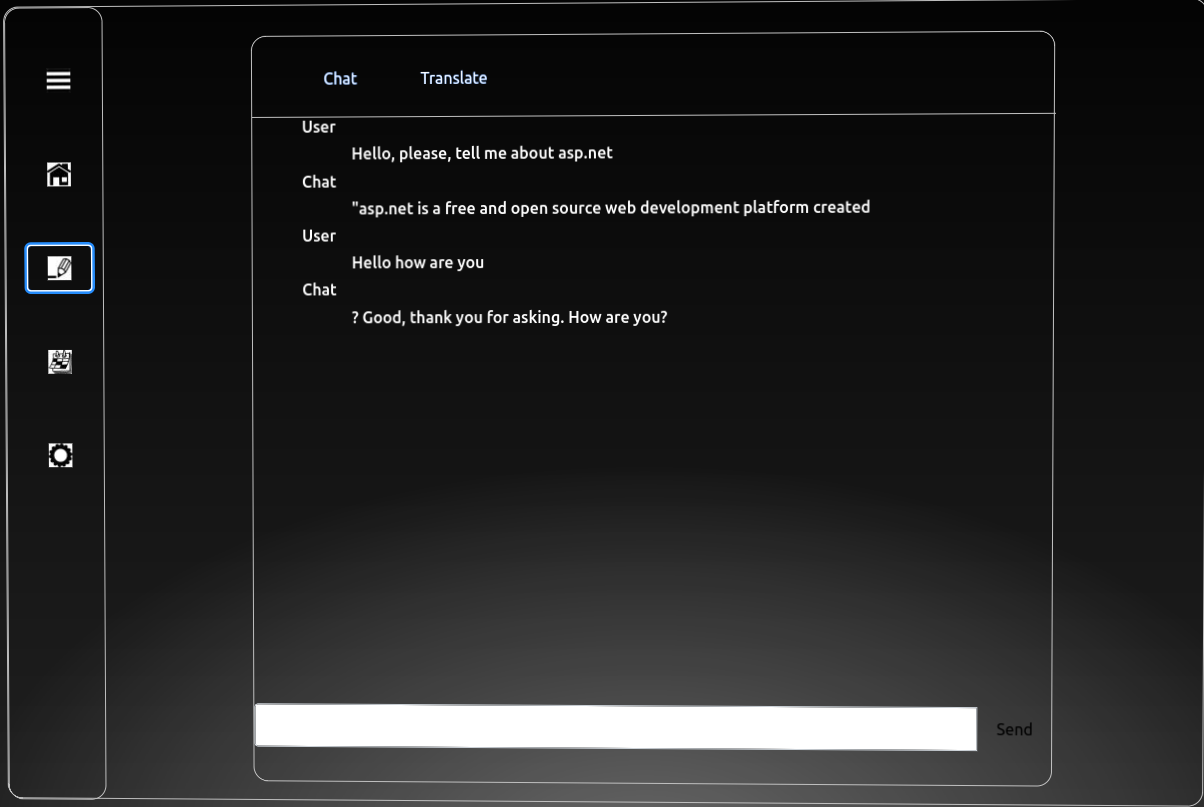 Chat Translate
User
Hello, please, tell me about asp.net
Chat
"asp.net is a free and open source web development platform created
User
Hello how are you
Chat
? Good, thank you for asking. How are you?
Send